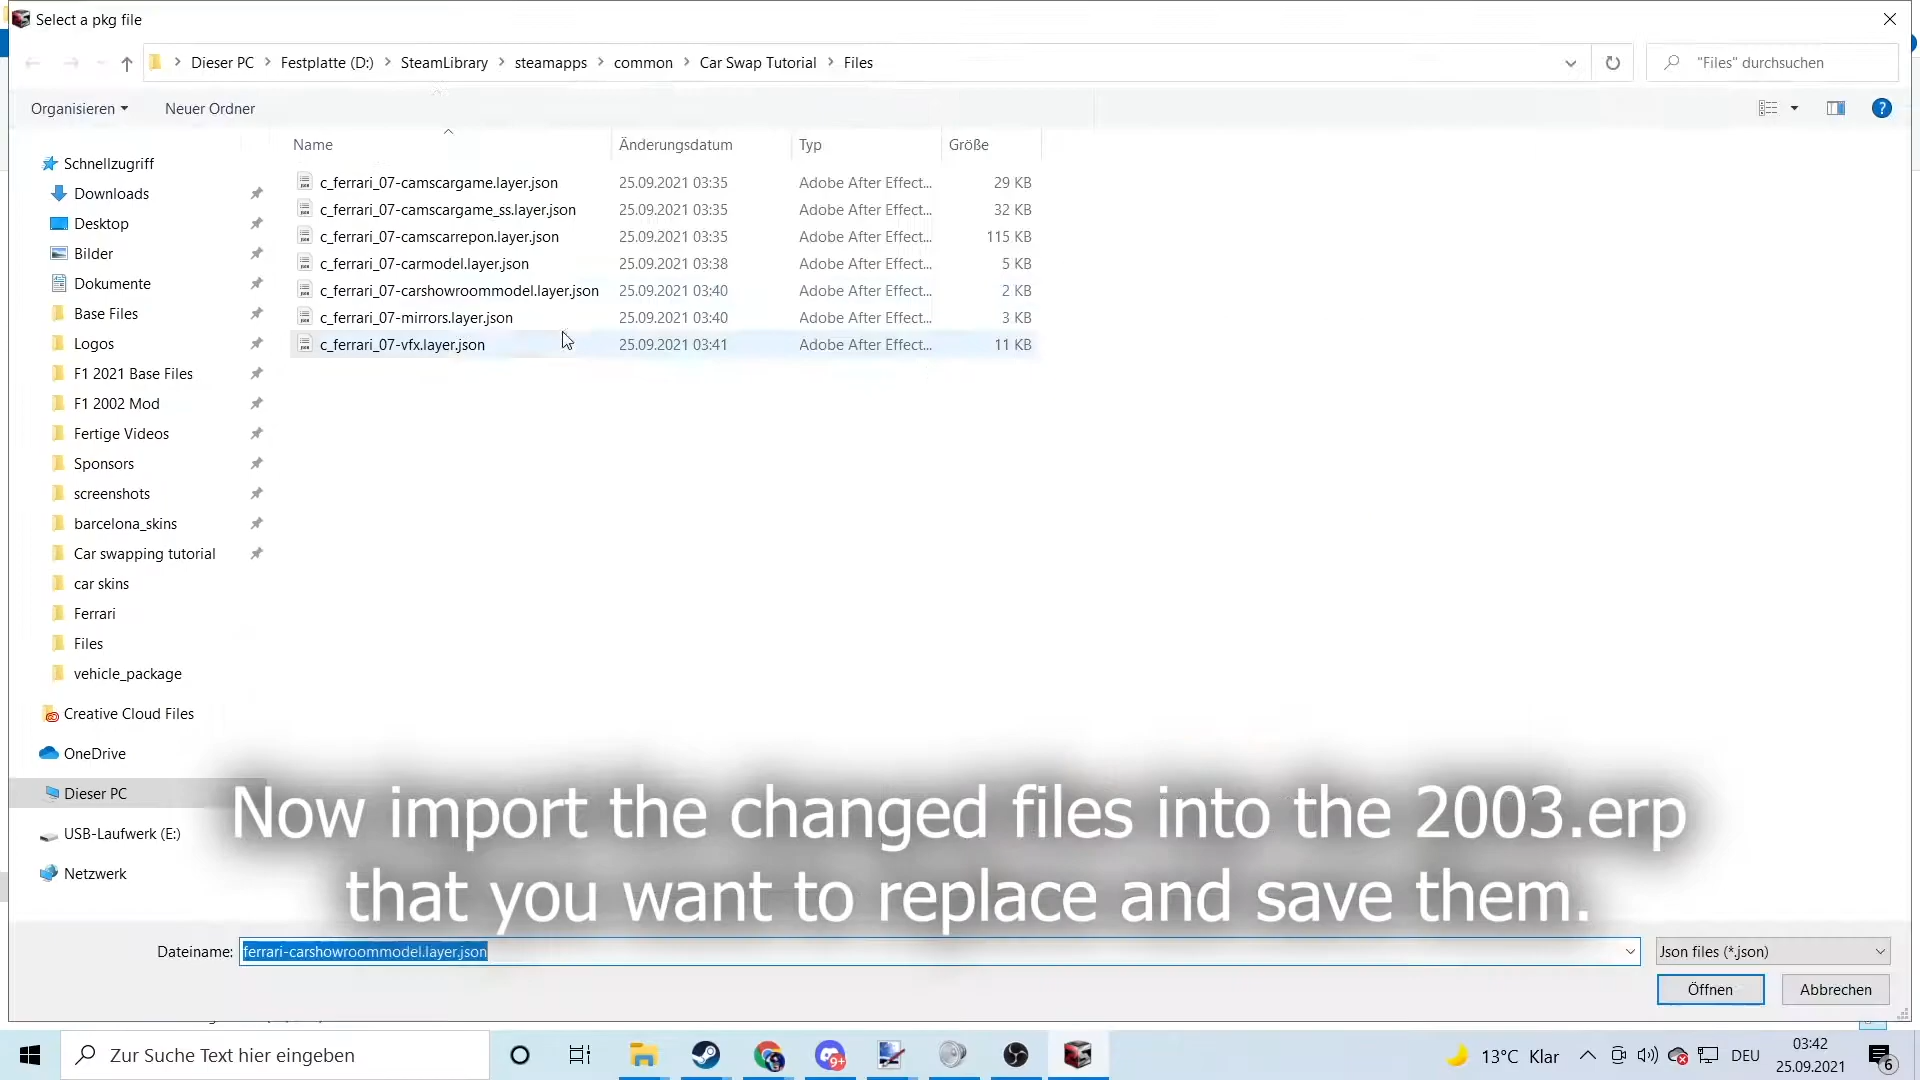 Select a pkg file
Dieser PC > Festplatte (D:) > SteamLibrary > steamapps > common > Car Swap Tutorial > Files
"Files" durchsuchen
Organisieren
Neuer Ordner
Name Änderungsdatum Typ Größe
c_ferrari_07-camscargame.layer.json 25.09.2021 03:35 Adobe After Effect... 29 KB
c_ferrari_07-camscargame_ss.layer.json 25.09.2021 03:35 Adobe After Effect... 32 KB
c_ferrari_07-camscarrepon.layer.json 25.09.2021 03:35 Adobe After Effect... 115 KB
c_ferrari_07-carmodel.layer.json 25.09.2021 03:38 Adobe After Effect... 5 KB
c_ferrari_07-carshowroommodel.layer.json 25.09.2021 03:40 Adobe After Effect... 2 KB
c_ferrari_07-mirrors.layer.json 25.09.2021 03:40 Adobe After Effect... 3 KB
c_ferrari_07-vfx.layer.json 25.09.2021 03:41 Adobe After Effect... 11 KB
Schnellzugriff
Downloads
Desktop
Bilder
Dokumente
Base Files
Logos
F1 2021 Base Files
F1 2002 Mod
Fertige Videos
Sponsors
screenshots
barcelona_skins
Car swapping tutorial
car skins
Ferrari
Files
vehicle_package
Creative Cloud Files
OneDrive
Dieser PC
USB-Laufwerk (E:)
Netzwerk
Now import the changed files into the 2003.erp
that you want to replace and save them.
Dateiname: ferrari-carshowroommodel.layer.json
Json files (*.json)
Öffnen
Abbrechen
Zur Suche Text hier eingeben
9+
13°C Klar
DEU
03:42
25.09.2021
6